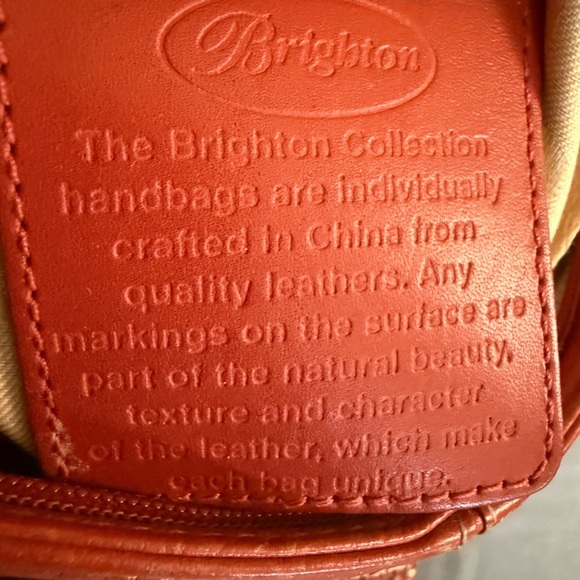 Brighton
The Brighton Collection
handbags are individually
crafted in China from
quality leathers. Any
markings on the surface are
part of the natural beauty,
texture and character
of the leather, which make
each bag unique.